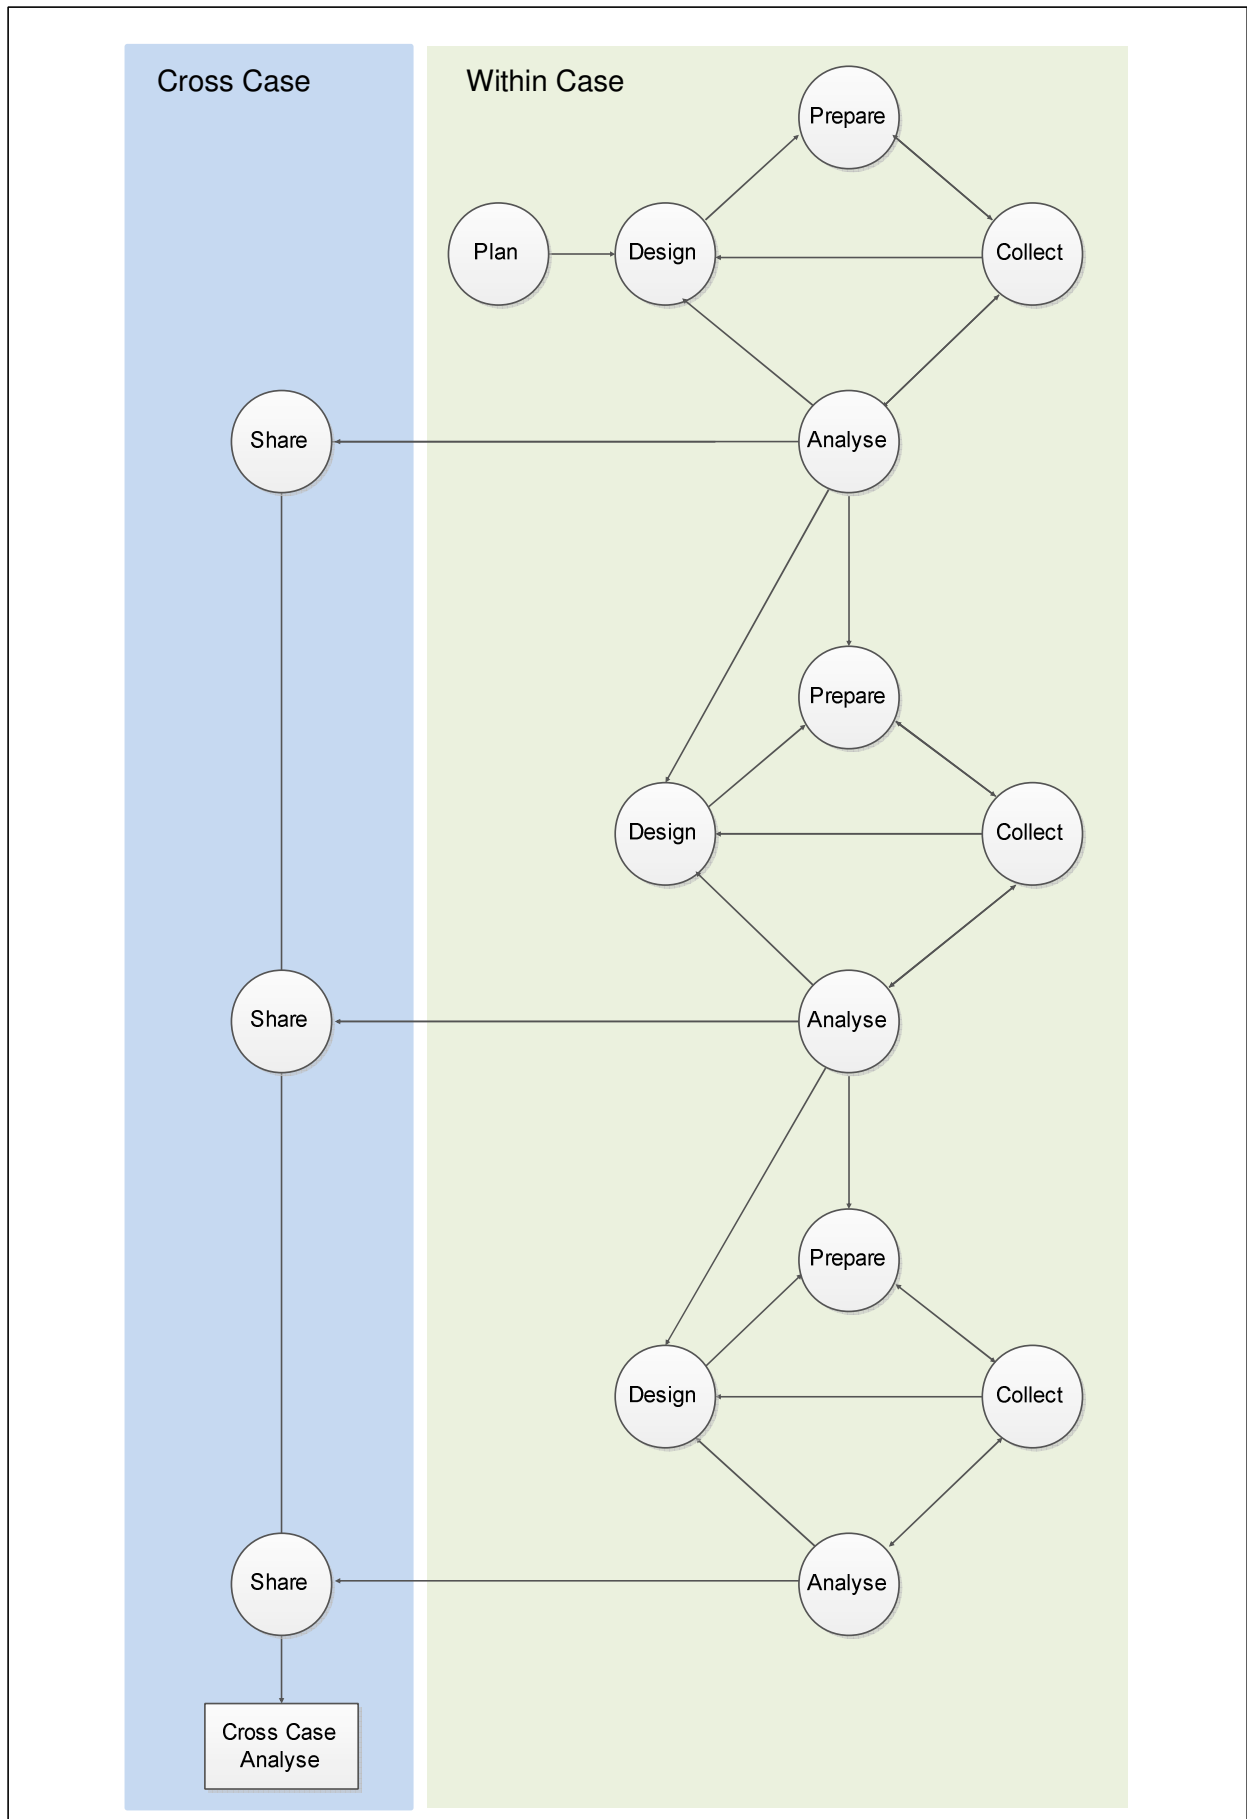 Cross Case
Within Case
Prepare
Plan
Design
Collect
Share
Analyse
Prepare
Design
Collect
Share
Analyse
Prepare
Design
Collect
Share
Analyse
Cross Case
Analyse